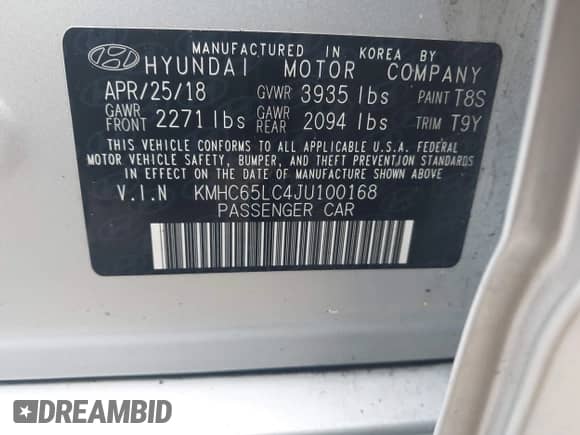 MANUFACTURED IN KOREA BY
HYUNDAI MOTOR COMPANY
APR/25/18 GVWR 3935 lbs PAINT T8S
GAWR FRONT 2271 lbs GAWR REAR 2094 lbs TRIM T9Y
THIS VEHICLE CONFORMS TO ALL APPLICABLE U.S.A. FEDERAL
MOTOR VEHICLE SAFETY, BUMPER, AND THEFT PREVENTION STANDARDS
IN EFFECT ON THE DATE OF MANUFACTURE SHOWN ABOVE.
V.I.N KMHC65LC4JU100168
PASSENGER CAR
DREAMBID